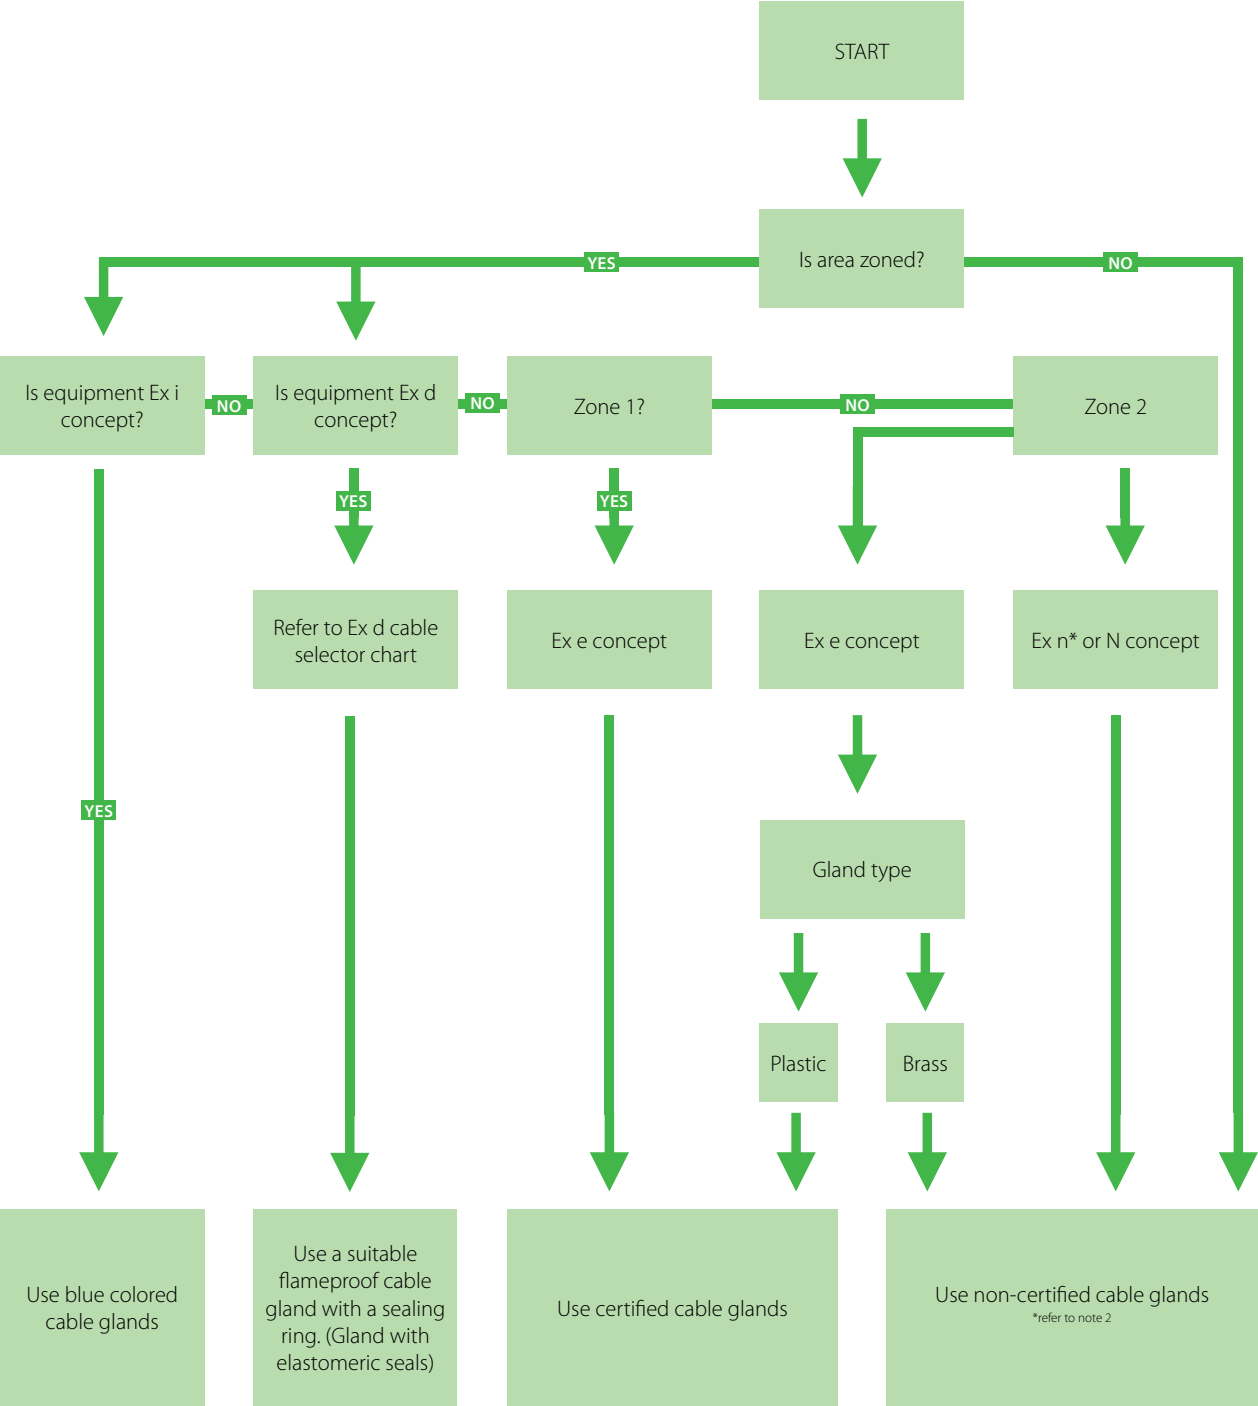 START
Is area zoned?
YES
NO
Is equipment Ex i
concept?
NO
Is equipment Ex d
concept?
NO
Zone 1?
NO
Zone 2
YES
YES
Refer to Ex d cable
selector chart
Ex e concept
Ex e concept
Ex n* or N concept
YES
Gland type
Plastic
Brass
Use blue colored
cable glands
Use a suitable
flameproof cable
gland with a sealing
ring. (Gland with
elastomeric seals)
Use certified cable glands
Use non-certified cable glands
*refer to note 2